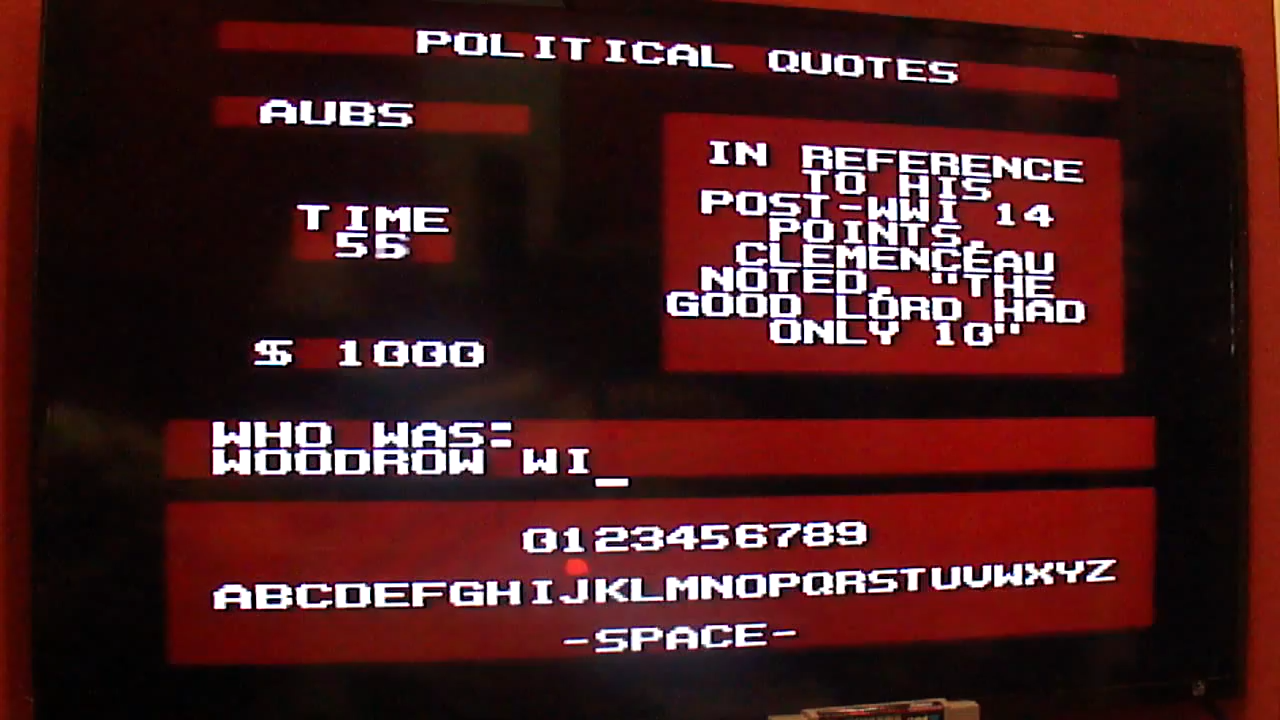 POLITICAL QUOTES
AUBS
TIME
56
$ 1000
IN REFERENCE
TO HIS
POST-WWI 14
POINTS,
CLEMENCEAU
NOTED, "THE
GOOD LORD HAD
ONLY 10"
WHO WAS:
WOODROW WI_
0123456789
ABCDEFGHIJKLMNOPQRSTUVWXYZ
-SPACE-